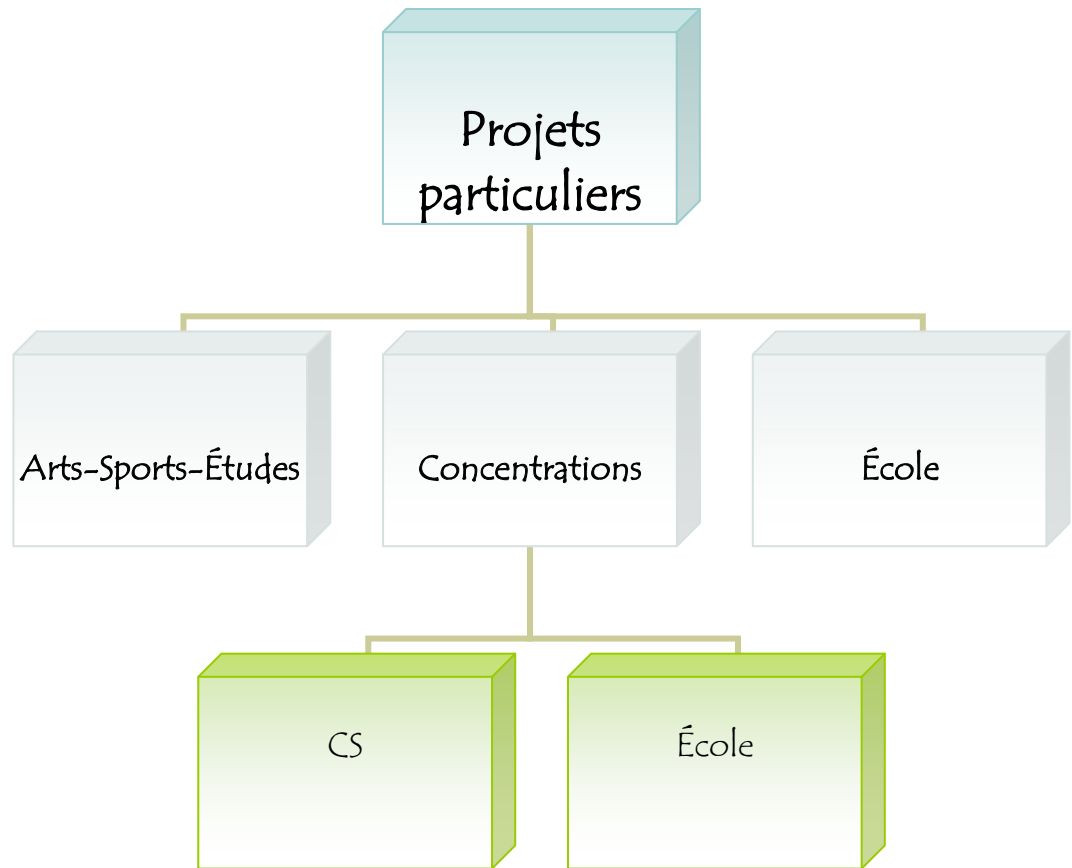 Projets
particuliers
Arts-Sports-Études
Concentrations
École
CS
École